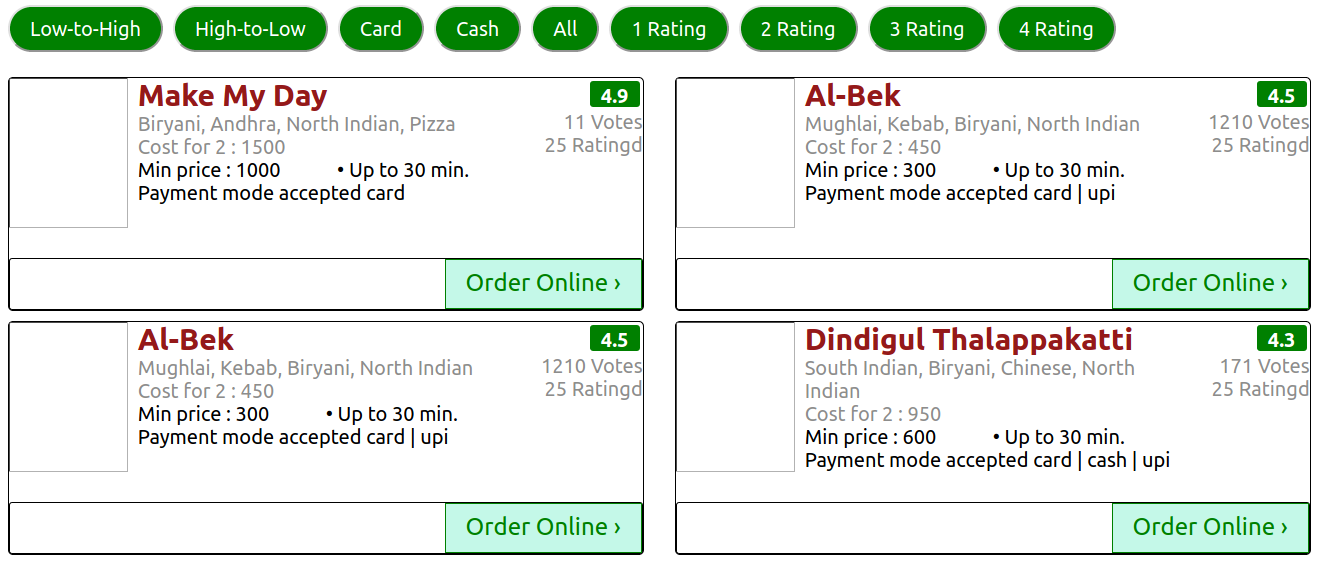 Low-to-High High-to-Low Card Cash All 1 Rating 2 Rating 3 Rating 4 Rating
Make My Day 4.9
Biryani, Andhra, North Indian, Pizza 11 Votes
Cost for 2 : 1500 25 Ratingd
Min price : 1000 • Up to 30 min.
Payment mode accepted card
Order Online ›
Al-Bek 4.5
Mughlai, Kebab, Biryani, North Indian 1210 Votes
Cost for 2 : 450 25 Ratingd
Min price : 300 • Up to 30 min.
Payment mode accepted card | upi
Order Online ›
Al-Bek 4.5
Mughlai, Kebab, Biryani, North Indian 1210 Votes
Cost for 2 : 450 25 Ratingd
Min price : 300 • Up to 30 min.
Payment mode accepted card | upi
Order Online ›
Dindigul Thalappakatti 4.3
South Indian, Biryani, Chinese, North 171 Votes
Indian 25 Ratingd
Cost for 2 : 950
Min price : 600 • Up to 30 min.
Payment mode accepted card | cash | upi
Order Online ›